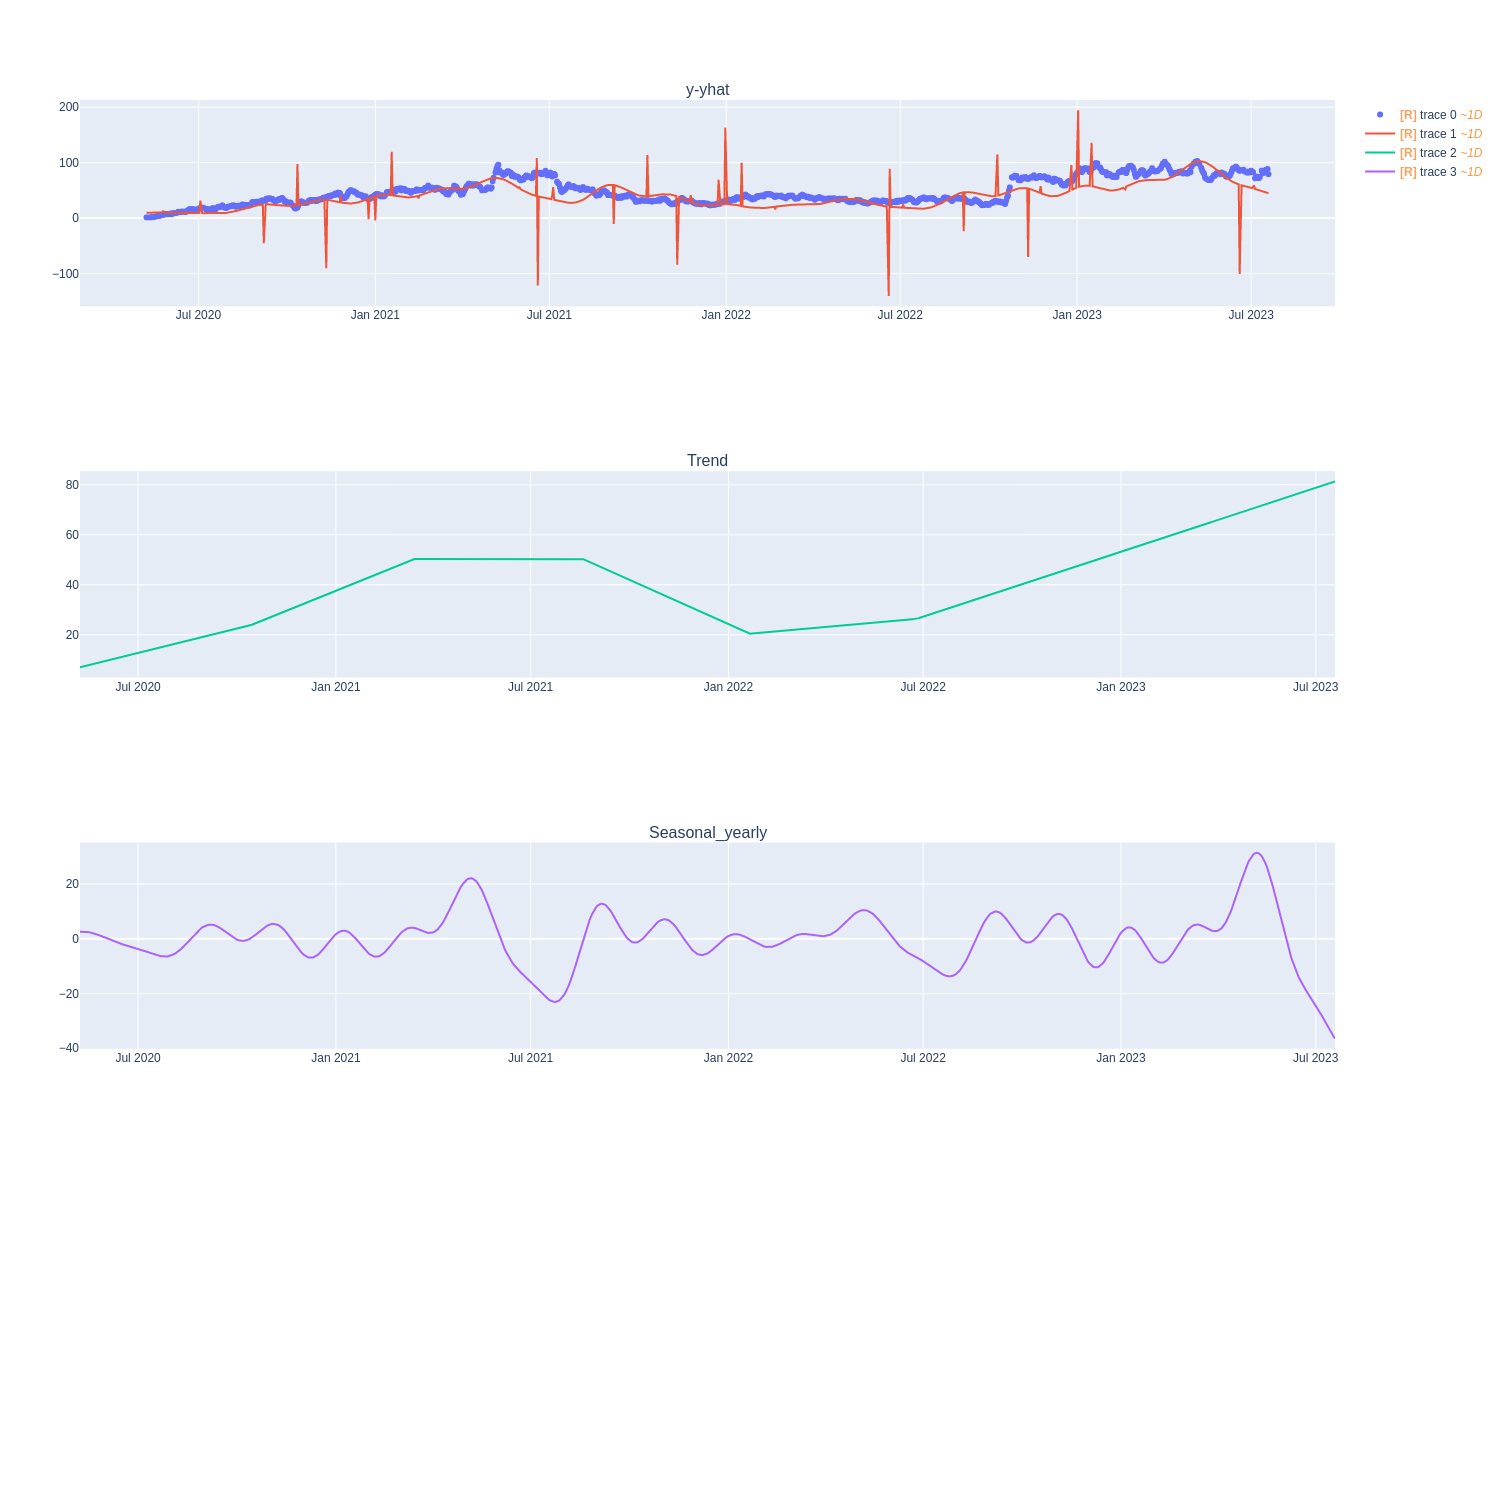 y-yhat
200
100
0
−100
Jul 2020 Jan 2021 Jul 2021 Jan 2022 Jul 2022 Jan 2023 Jul 2023
[R] trace 0 ~1D
[R] trace 1 ~1D
[R] trace 2 ~1D
[R] trace 3 ~1D
Trend
80
60
40
20
Jul 2020 Jan 2021 Jul 2021 Jan 2022 Jul 2022 Jan 2023 Jul 2023
Seasonal_yearly
20
0
−20
−40
Jul 2020 Jan 2021 Jul 2021 Jan 2022 Jul 2022 Jan 2023 Jul 2023